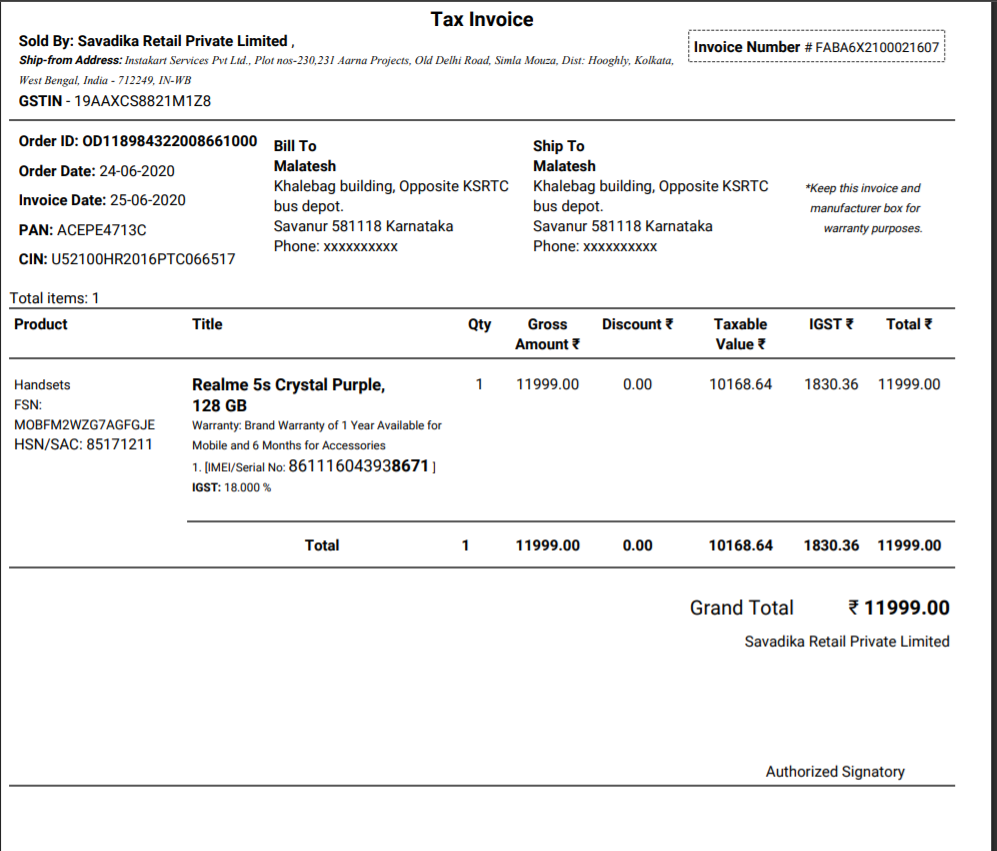 Tax Invoice
Sold By: Savadika Retail Private Limited ,
Invoice Number # FABA6X2100021607
Ship-from Address: Instakart Services Pvt Ltd., Plot nos-230,231 Aarna Projects, Old Delhi Road, Simla Mouza, Dist: Hooghly, Kolkata,
West Bengal, India - 712249, IN-WB
GSTIN - 19AAXCS8821M1Z8
Order ID: OD118984322008661000
Order Date: 24-06-2020
Invoice Date: 25-06-2020
PAN: ACEPE4713C
CIN: U52100HR2016PTC066517
Bill To
Malatesh
Khalebag building, Opposite KSRTC
bus depot.
Savanur 581118 Karnataka
Phone: xxxxxxxxxx
Ship To
Malatesh
Khalebag building, Opposite KSRTC
bus depot.
Savanur 581118 Karnataka
Phone: xxxxxxxxxx
*Keep this invoice and
manufacturer box for
warranty purposes.
Total items: 1
Product Title Qty Gross Amount ₹ Discount ₹ Taxable Value ₹ IGST ₹ Total ₹
Handsets
FSN:
MOBFM2WZG7AGFGJE
HSN/SAC: 85171211
Realme 5s Crystal Purple,
128 GB
Warranty: Brand Warranty of 1 Year Available for
Mobile and 6 Months for Accessories
1. [IMEI/Serial No: 861116043938671 ]
IGST: 18.000 %
1 11999.00 0.00 10168.64 1830.36 11999.00
Total 1 11999.00 0.00 10168.64 1830.36 11999.00
Grand Total ₹ 11999.00
Savadika Retail Private Limited
Authorized Signatory